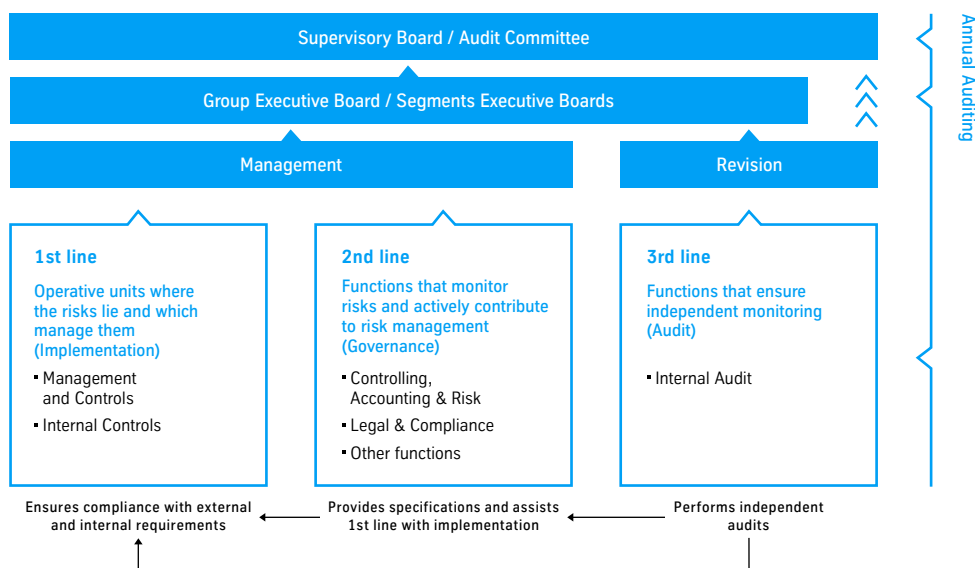 Supervisory Board / Audit Committee
Group Executive Board / Segments Executive Boards
Management
Revision
1st line
Operative units where
the risks lie and which
manage them
(Implementation)
▪ Management
and Controls
▪ Internal Controls
2nd line
Functions that monitor
risks and actively contribute
to risk management
(Governance)
▪ Controlling,
Accounting & Risk
▪ Legal & Compliance
▪ Other functions
3rd line
Functions that ensure
independent monitoring
(Audit)
▪ Internal Audit
Ensures compliance with external
and internal requirements
Provides specifications and assists
1st line with implementation
Performs independent
audits
Annual Auditing